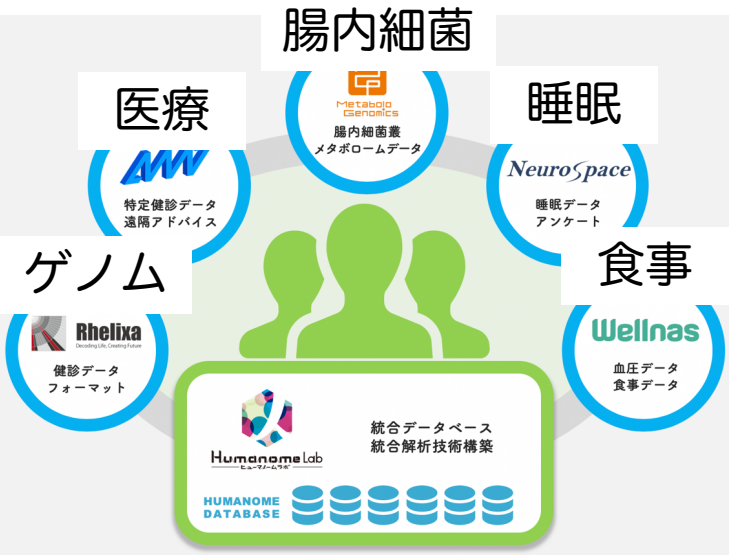 腸内細菌
Metabolo
Genomics
腸内細菌叢
メタボロームデータ
医療
特定健診データ
遠隔アドバイス
睡眠
NeuroSpace
睡眠データ
アンケート
ゲノム
Rhelixa
Decoding Life, Creating Future
健診データ
フォーマット
食事
Wellnas
血圧データ
食事データ
Humanome Lab
ヒューマノームラボ
統合データベース
統合解析技術構築
HUMANOME
DATABASE